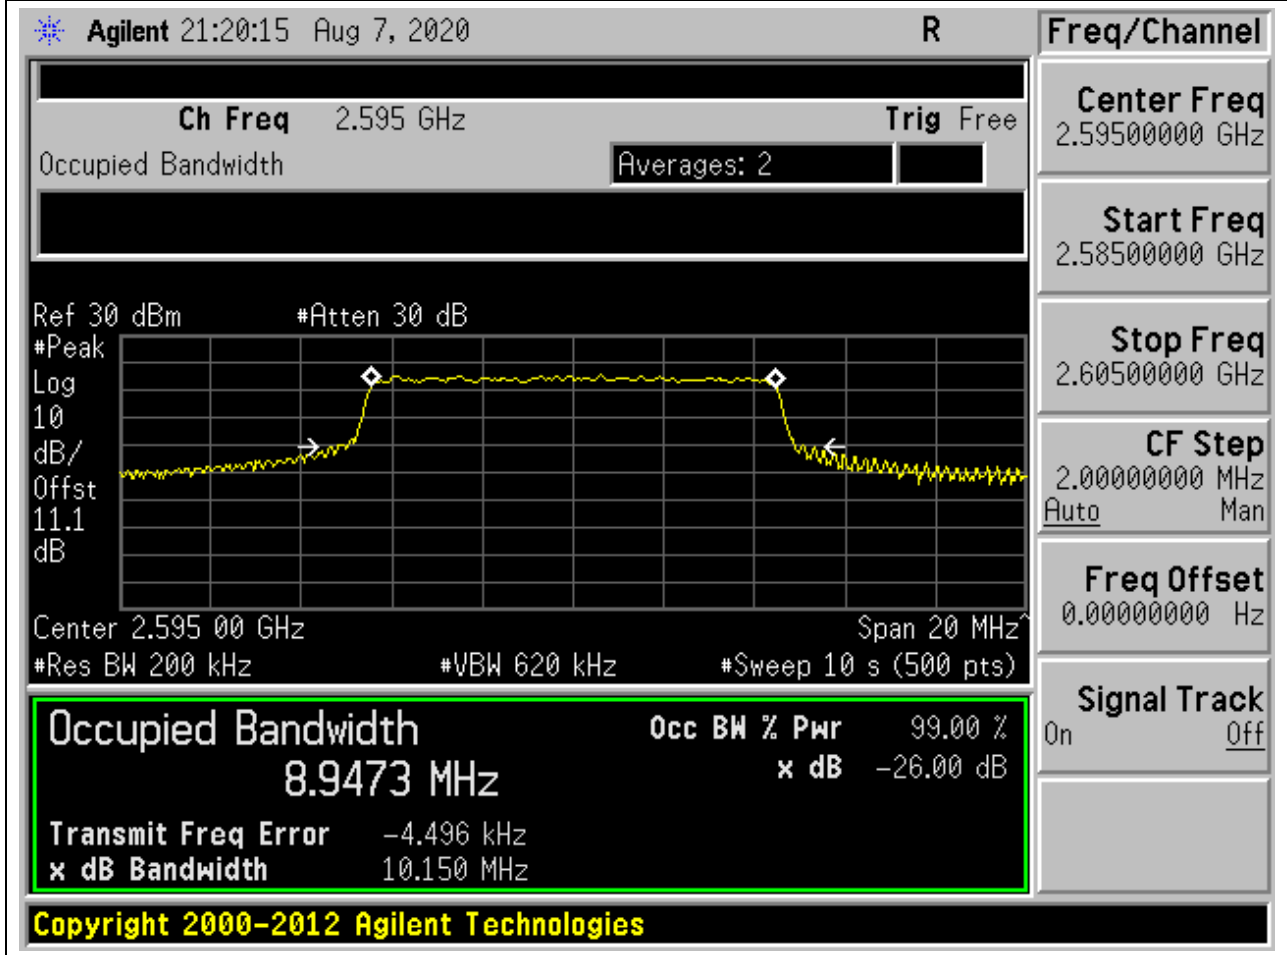 Agilent 21:20:15 Aug 7, 2020 R
Freq/Channel
Ch Freq 2.595 GHz Trig Free
Occupied Bandwidth Averages: 2
Center Freq
2.59500000 GHz
Start Freq
2.58500000 GHz
Stop Freq
2.60500000 GHz
CF Step
2.00000000 MHz
Auto Man
Freq Offset
0.00000000 Hz
Signal Track
On Off
Ref 30 dBm #Atten 30 dB
#Peak
Log
10
dB/
Offst
11.1
dB
Center 2.595 00 GHz Span 20 MHz^
#Res BW 200 kHz #VBW 620 kHz #Sweep 10 s (500 pts)
Occupied Bandwidth Occ BW % Pwr 99.00 %
8.9473 MHz x dB -26.00 dB
Transmit Freq Error -4.496 kHz
x dB Bandwidth 10.150 MHz
Copyright 2000-2012 Agilent Technologies